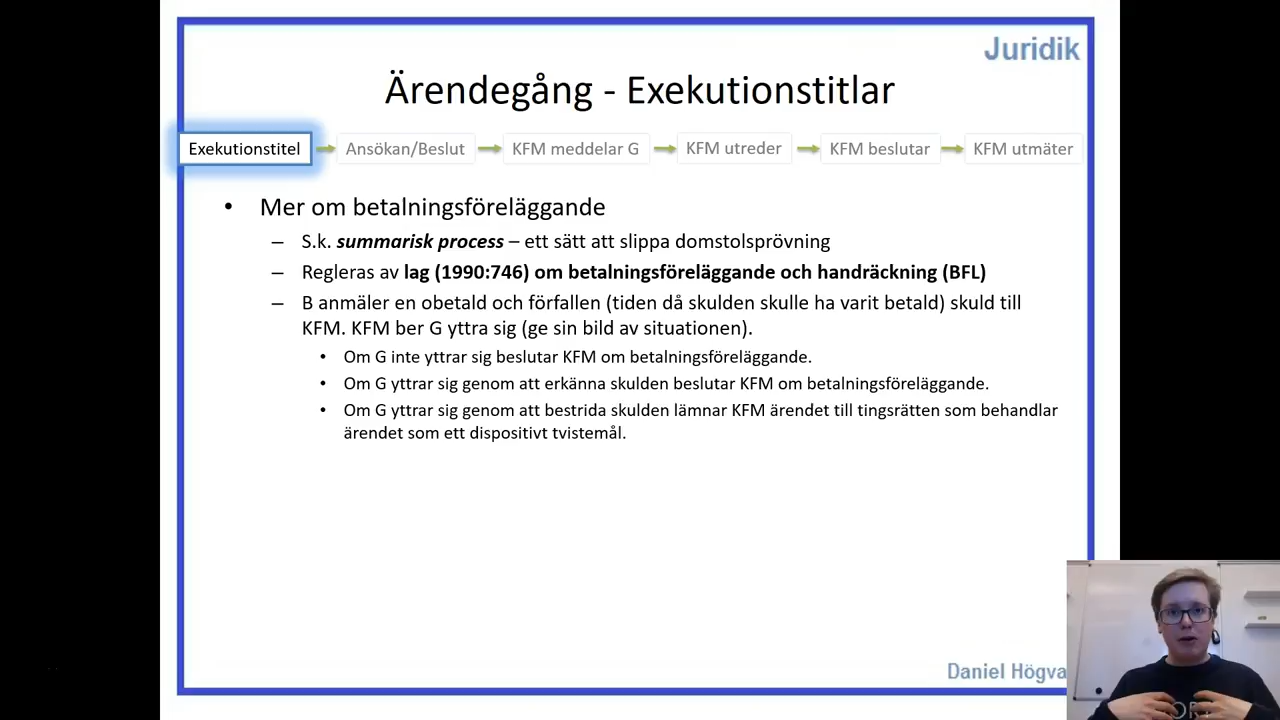 Juridik
Ärendegång - Exekutionstitlar
Exekutionstitel
Ansökan/Beslut
KFM meddelar G
KFM utreder
KFM beslutar
KFM utmäter
• Mer om betalningsföreläggande
– S.k. summarisk process – ett sätt att slippa domstolsprövning
– Regleras av lag (1990:746) om betalningsföreläggande och handräckning (BFL)
– B anmäler en obetald och förfallen (tiden då skulden skulle ha varit betald) skuld till
KFM. KFM ber G yttra sig (ge sin bild av situationen).
• Om G inte yttrar sig beslutar KFM om betalningsföreläggande.
• Om G yttrar sig genom att erkänna skulden beslutar KFM om betalningsföreläggande.
• Om G yttrar sig genom att bestrida skulden lämnar KFM ärendet till tingsrätten som behandlar
ärendet som ett dispositivt tvistemål.
Daniel Högva